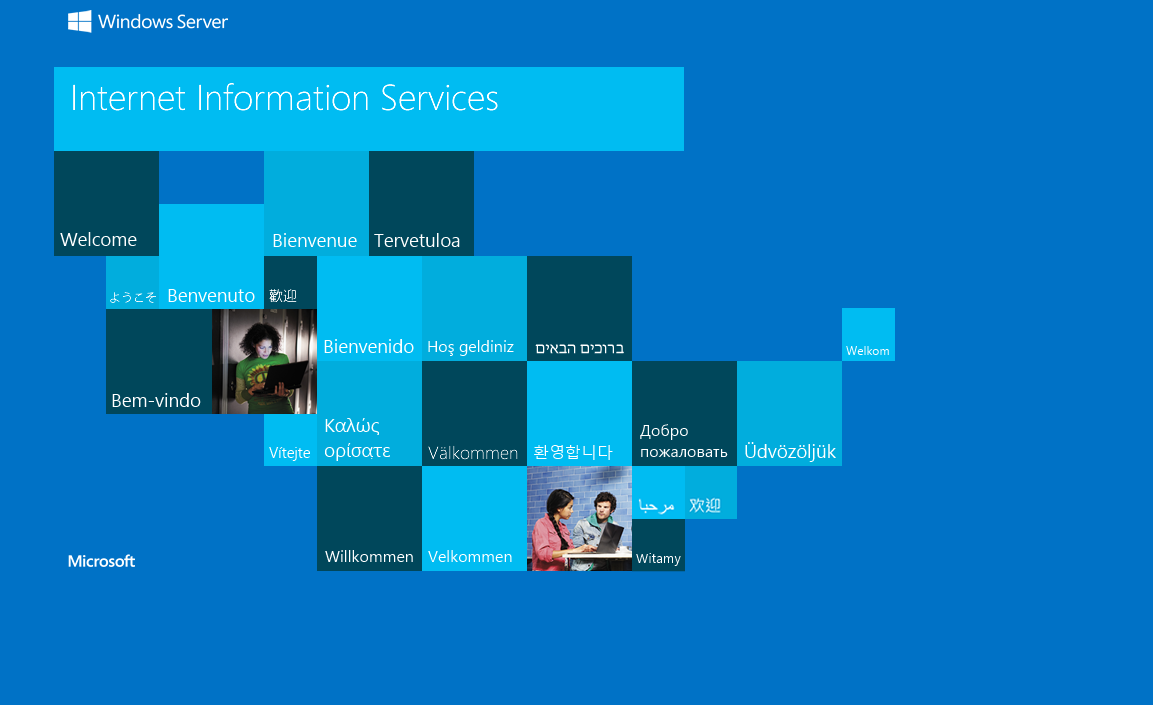 Windows Server
Internet Information Services
Welcome
Bienvenue
Tervetuloa
ようこそ
Benvenuto
歡迎
Bienvenido
Hoş geldiniz
ברוכים הבאים
Welkom
Bem-vindo
Vítejte
Καλώς
ορίσατε
Välkommen
환영합니다
Добро
пожаловать
Üdvözöljük
مرحبا
欢迎
Microsoft
Willkommen
Velkommen
Witamy